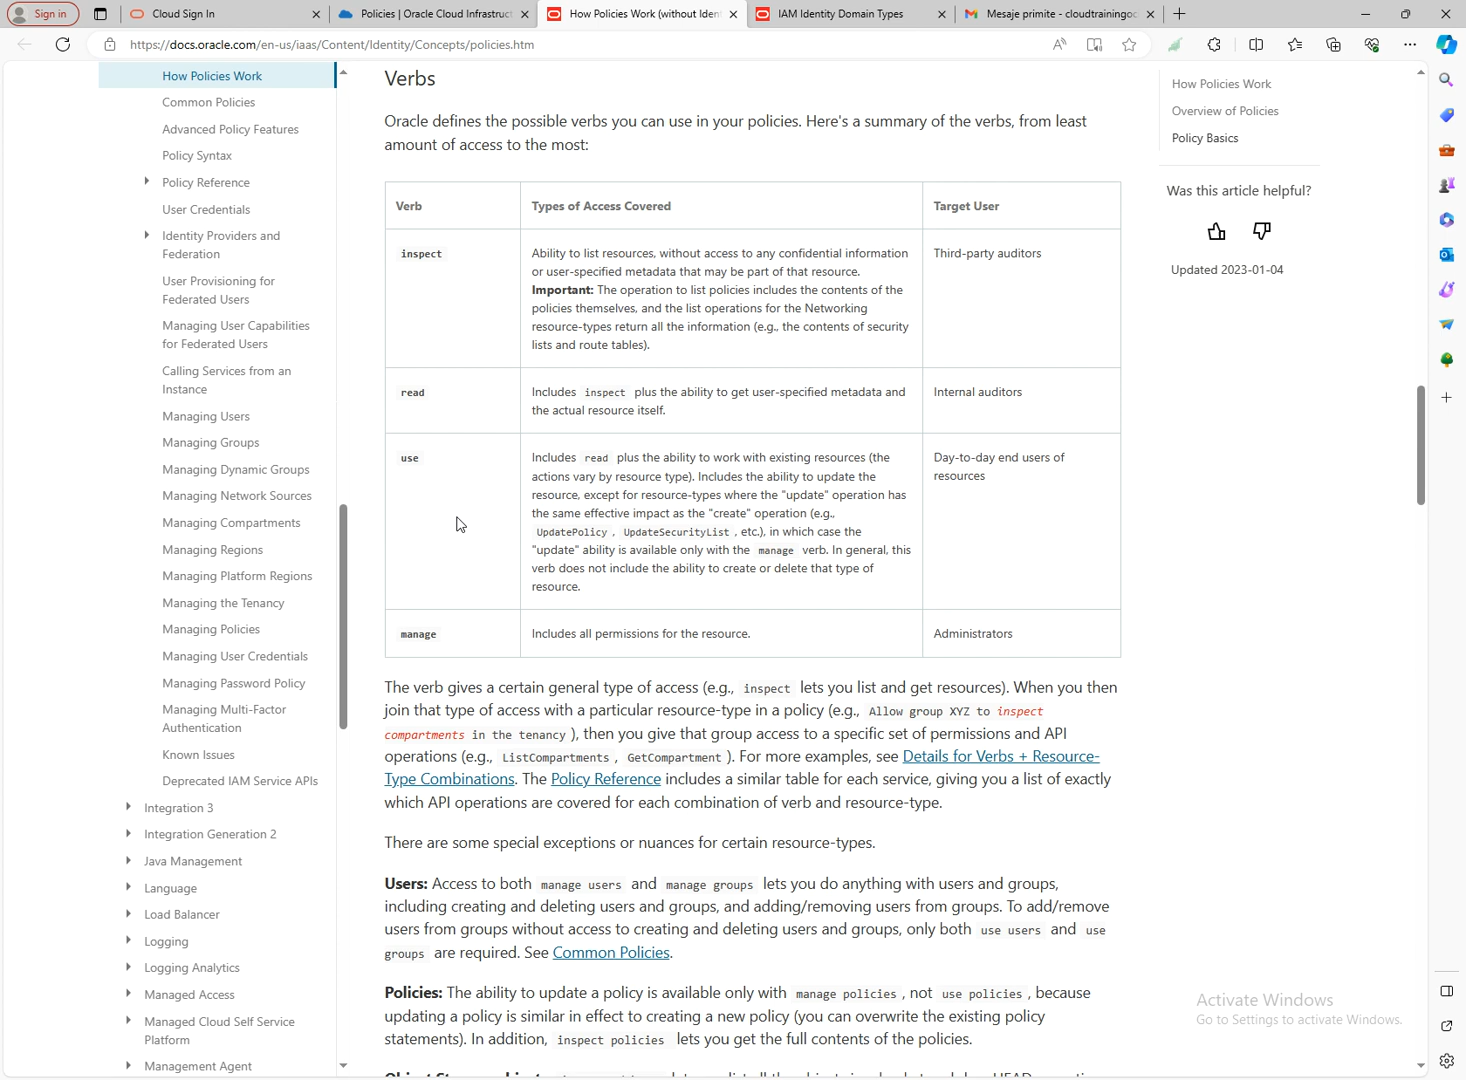 Sign in
Cloud Sign In
Policies | Oracle Cloud Infrastruct
How Policies Work (without Iden
IAM Identity Domain Types
Mesaje primite - cloudtrainingoc
https://docs.oracle.com/en-us/iaas/Content/Identity/Concepts/policies.htm
How Policies Work
Common Policies
Advanced Policy Features
Policy Syntax
Policy Reference
User Credentials
Identity Providers and
Federation
User Provisioning for
Federated Users
Managing User Capabilities
for Federated Users
Calling Services from an
Instance
Managing Users
Managing Groups
Managing Dynamic Groups
Managing Network Sources
Managing Compartments
Managing Regions
Managing Platform Regions
Managing the Tenancy
Managing Policies
Managing User Credentials
Managing Password Policy
Managing Multi-Factor
Authentication
Known Issues
Deprecated IAM Service APIs
Integration 3
Integration Generation 2
Java Management
Language
Load Balancer
Logging
Logging Analytics
Managed Access
Managed Cloud Self Service
Platform
Management Agent
Verbs
Oracle defines the possible verbs you can use in your policies. Here's a summary of the verbs, from least
amount of access to the most:
Verb Types of Access Covered Target User
inspect Ability to list resources, without access to any confidential information Third-party auditors
or user-specified metadata that may be part of that resource.
Important: The operation to list policies includes the contents of the
policies themselves, and the list operations for the Networking
resource-types return all the information (e.g., the contents of security
lists and route tables).
read Includes inspect plus the ability to get user-specified metadata and Internal auditors
the actual resource itself.
use Includes read plus the ability to work with existing resources (the Day-to-day end users of
actions vary by resource type). Includes the ability to update the resources
resource, except for resource-types where the "update" operation has
the same effective impact as the "create" operation (e.g.,
UpdatePolicy , UpdateSecurityList , etc.), in which case the
"update" ability is available only with the manage verb. In general, this
verb does not include the ability to create or delete that type of
resource.
manage Includes all permissions for the resource. Administrators
The verb gives a certain general type of access (e.g., inspect lets you list and get resources). When you then
join that type of access with a particular resource-type in a policy (e.g., Allow group XYZ to inspect
compartments in the tenancy ), then you give that group access to a specific set of permissions and API
operations (e.g., ListCompartments , GetCompartment ). For more examples, see Details for Verbs + Resource-
Type Combinations. The Policy Reference includes a similar table for each service, giving you a list of exactly
which API operations are covered for each combination of verb and resource-type.
There are some special exceptions or nuances for certain resource-types.
Users: Access to both manage users and manage groups lets you do anything with users and groups,
including creating and deleting users and groups, and adding/removing users from groups. To add/remove
users from groups without access to creating and deleting users and groups, only both use users and use
groups are required. See Common Policies.
Policies: The ability to update a policy is available only with manage policies , not use policies , because
updating a policy is similar in effect to creating a new policy (you can overwrite the existing policy
statements). In addition, inspect policies lets you get the full contents of the policies.
How Policies Work
Overview of Policies
Policy Basics
Was this article helpful?
Updated 2023-01-04
Activate Windows
Go to Settings to activate Windows.